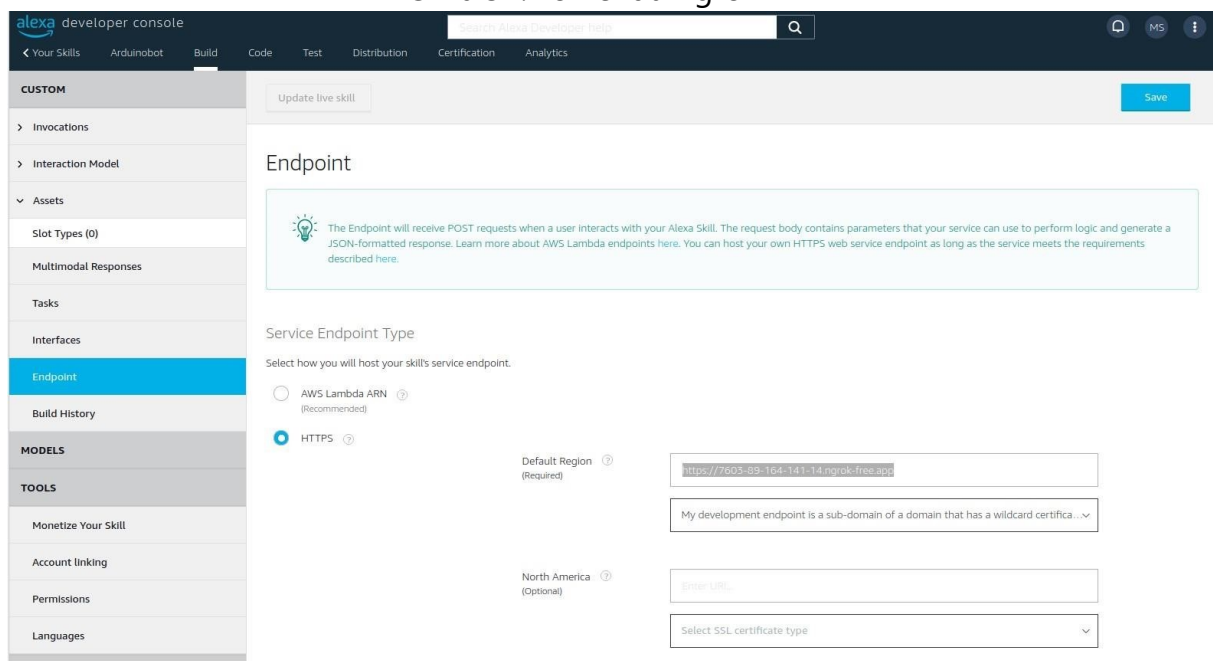 alexa developer console
Search Alexa Developer help
MS
Your Skills Arduinobot Build Code Test Distribution Certification Analytics
CUSTOM
Update live skill
Save
Invocations
Interaction Model
Assets
Slot Types (0)
Multimodal Responses
Tasks
Interfaces
Endpoint
Build History
MODELS
TOOLS
Monetize Your Skill
Account linking
Permissions
Languages
Endpoint
The Endpoint will receive POST requests when a user interacts with your Alexa Skill. The request body contains parameters that your service can use to perform logic and generate a
JSON-formatted response. Learn more about AWS Lambda endpoints here. You can host your own HTTPS web service endpoint as long as the service meets the requirements
described here.
Service Endpoint Type
Select how you will host your skill's service endpoint.
AWS Lambda ARN
(Recommended)
HTTPS
Default Region
(Required)
https://7603-89-164-141-14.ngrok-free.app
My development endpoint is a sub-domain of a domain that has a wildcard certifica...
North America
(Optional)
Enter URL...
Select SSL certificate type